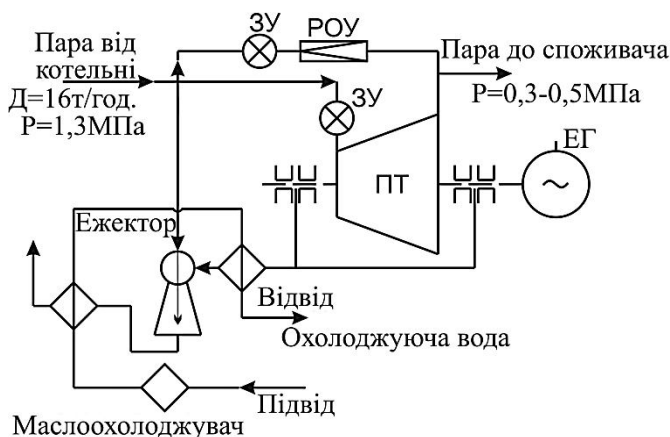 ЗУ
РОУ
Пара від
котельні
Д=16т/год.
Р=1,3МПа
ЗУ
Пара до споживача
Р=0,3-0,5МПа
ЕГ
ПТ
~
Ежектор
Відвід
Охолоджуюча вода
Підвід
Маслоохолоджувач